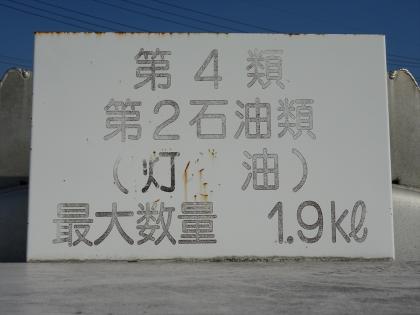 第4類
第2石油類
（灯　油）
最大数量　1.9kℓ